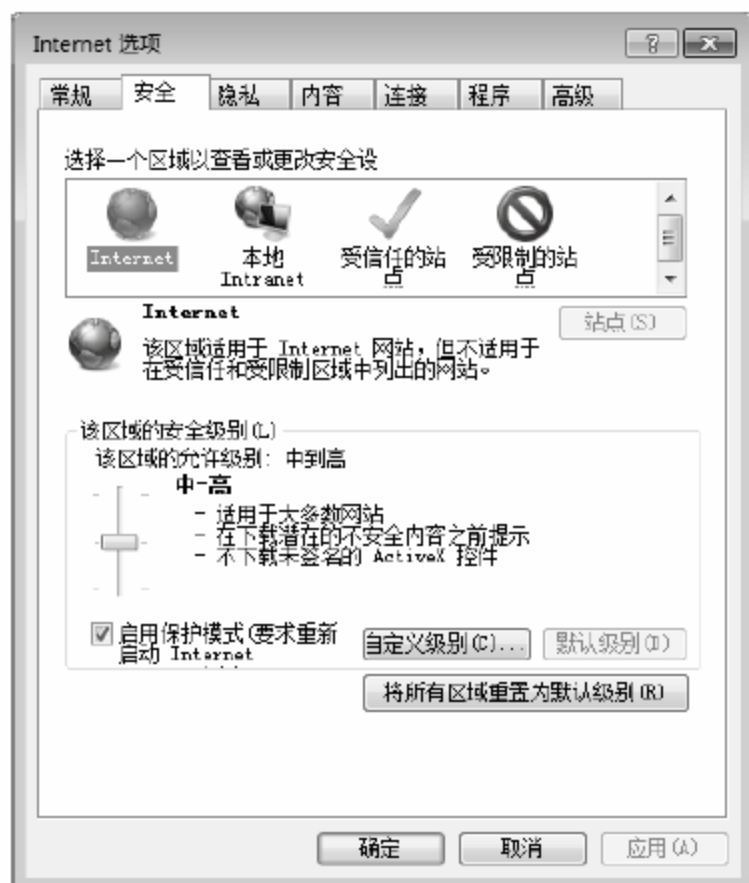 Internet 选项
常规 安全 隐私 内容 连接 程序 高级
选择一个区域以查看或更改安全设
Internet 本地 Intranet 受信任的站点 受限制的站点
Internet
站点(S)
该区域适用于 Internet 网站，但不适用于
在受信任和受限制区域中列出的网站。
该区域的安全级别(L)
该区域的允许级别: 中到高
中-高
- 适用于大多数网站
- 在下载潜在的不安全内容之前提示
- 不下载未签名的 ActiveX 控件
启用保护模式(要求重新
启动 Internet
自定义级别(C)... 默认级别(D)
将所有区域重置为默认级别(R)
确定 取消 应用(A)